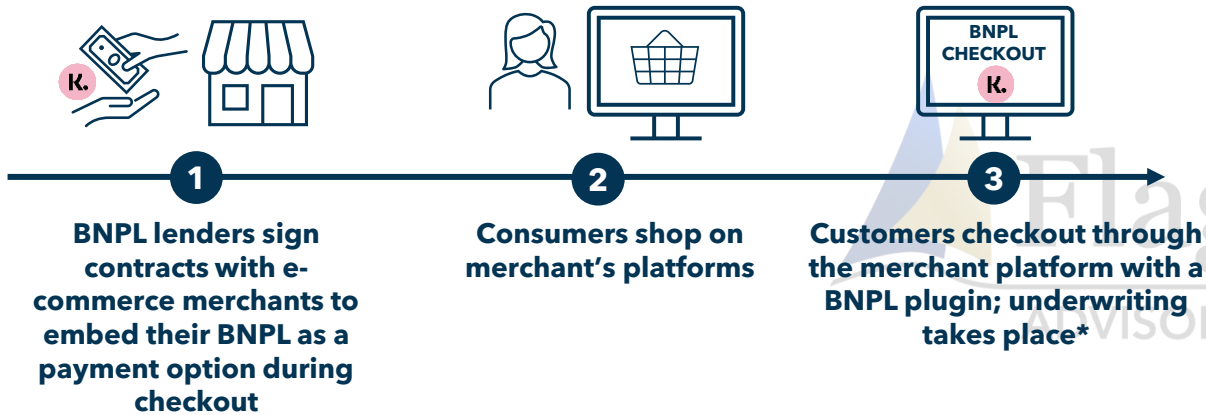 K.
BNPL
CHECKOUT
K.
1
2
3
BNPL lenders sign
contracts with e-
commerce merchants to
embed their BNPL as a
payment option during
checkout
Consumers shop on
merchant's platforms
Customers checkout through
the merchant platform with a
BNPL plugin; underwriting
takes place*